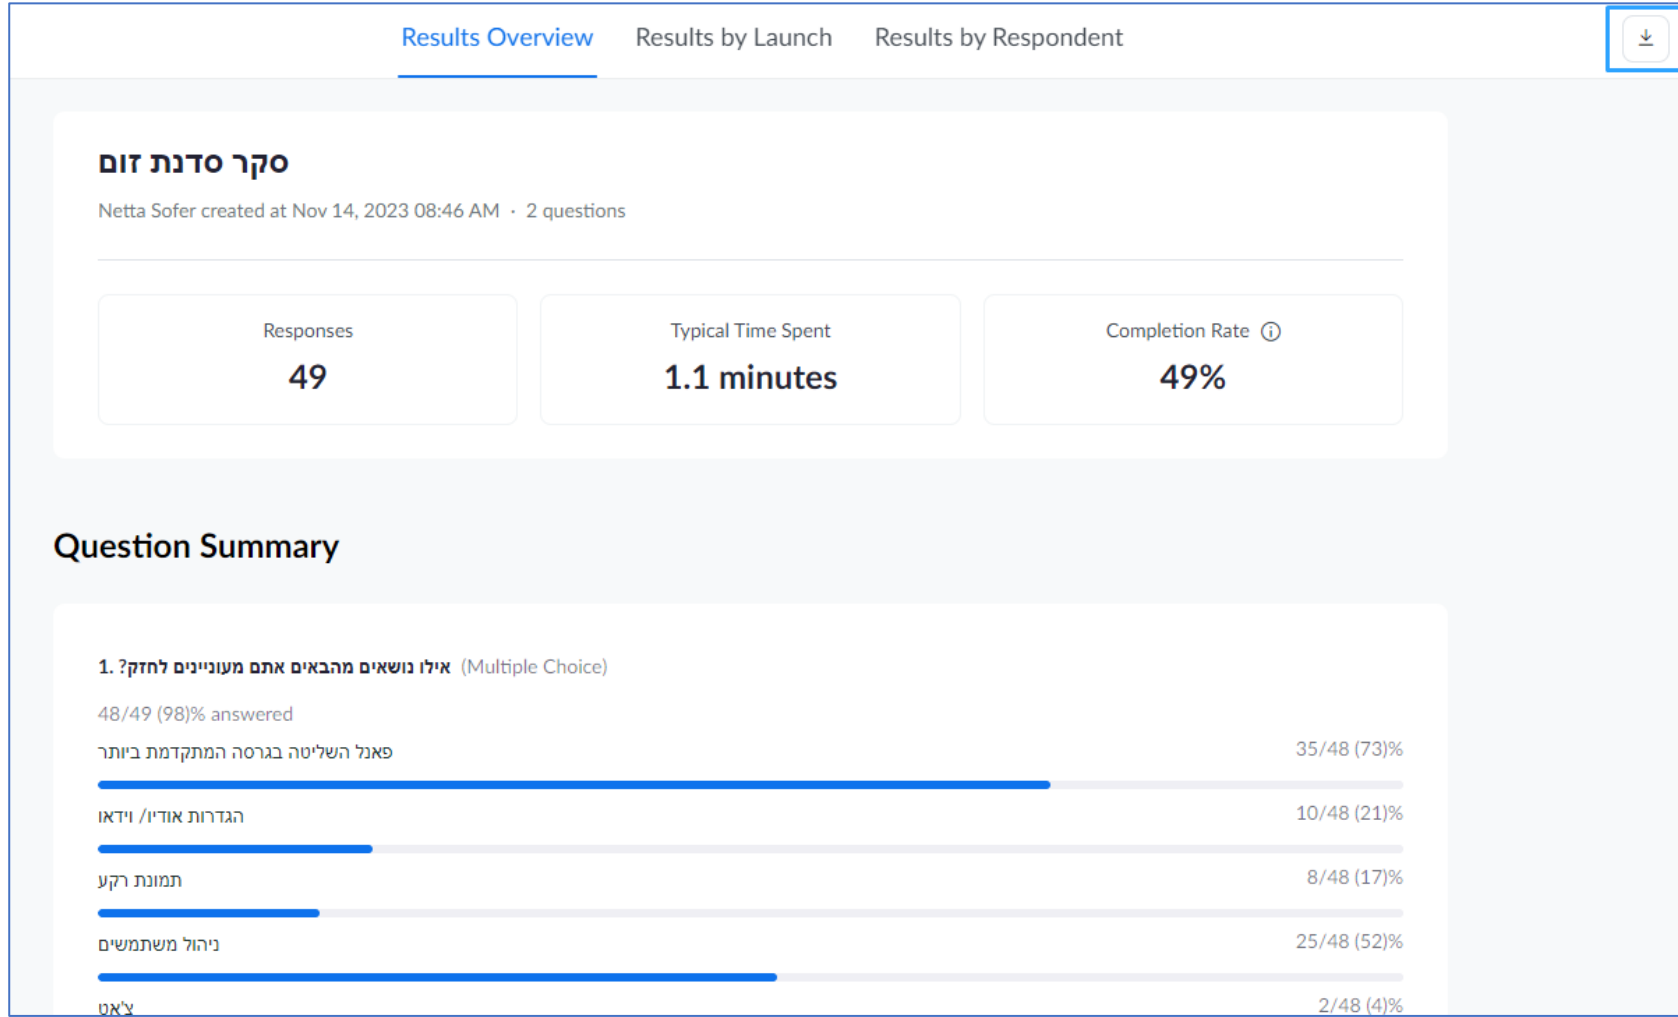 Results Overview Results by Launch Results by Respondent
סקר סדנת זום
Netta Sofer created at Nov 14, 2023 08:46 AM · 2 questions
Responses Typical Time Spent Completion Rate
49 1.1 minutes 49%
Question Summary
1. אילו נושאים מהבאים אתם מעוניינים לחזק? (Multiple Choice)
48/49 (98)% answered
פאנל השליטה בגרסה המתקדמת ביותר 35/48 (73)%
הגדרות אודיו/ וידאו 10/48 (21)%
תמונת רקע 8/48 (17)%
ניהול משתמשים 25/48 (52)%
צ'אט 2/48 (4)%